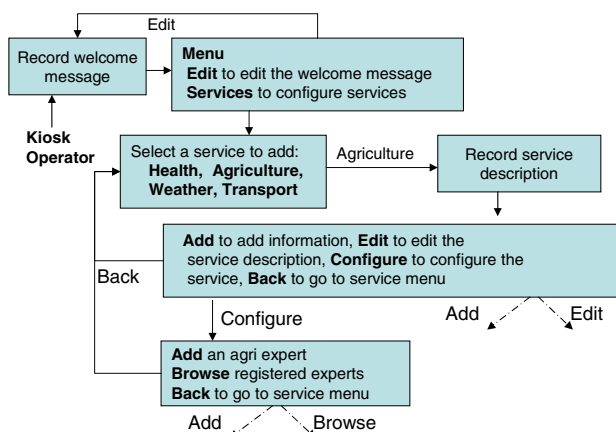 Edit
Record welcome
message
Menu
Edit to edit the welcome message
Services to configure services
Kiosk
Operator
Select a service to add:
Health, Agriculture,
Weather, Transport
Agriculture
Record service
description
Add to add information, Edit to edit the
service description, Configure to configure the
service, Back to go to service menu
Back
Add
Edit
Configure
Add an agri expert
Browse registered experts
Back to go to service menu
Add
Browse